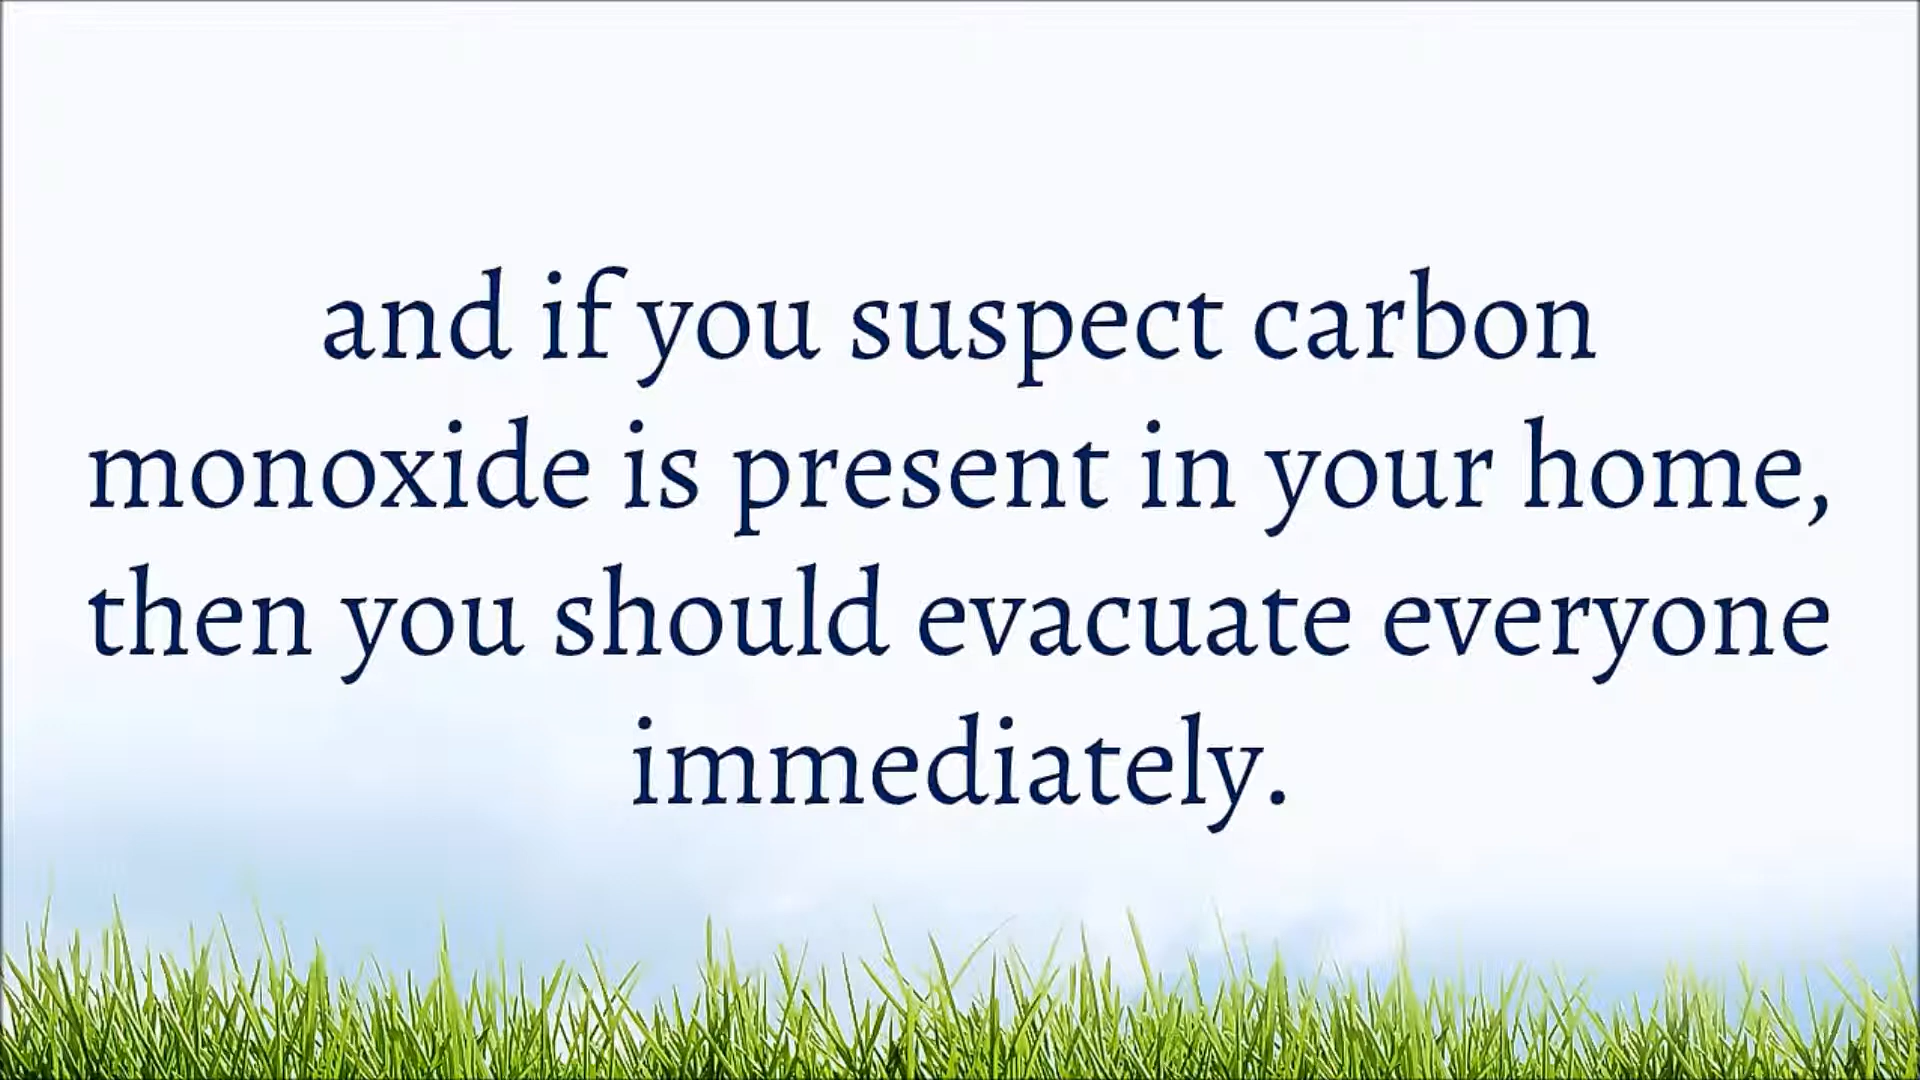 and if you suspect carbon
monoxide is present in your home,
then you should evacuate everyone
immediately.